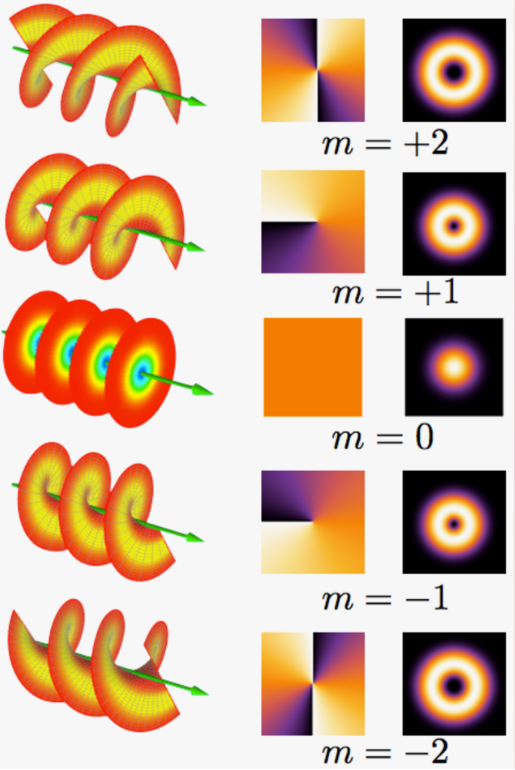 m = +2
m = +1
m = 0
m = −1
m = −2